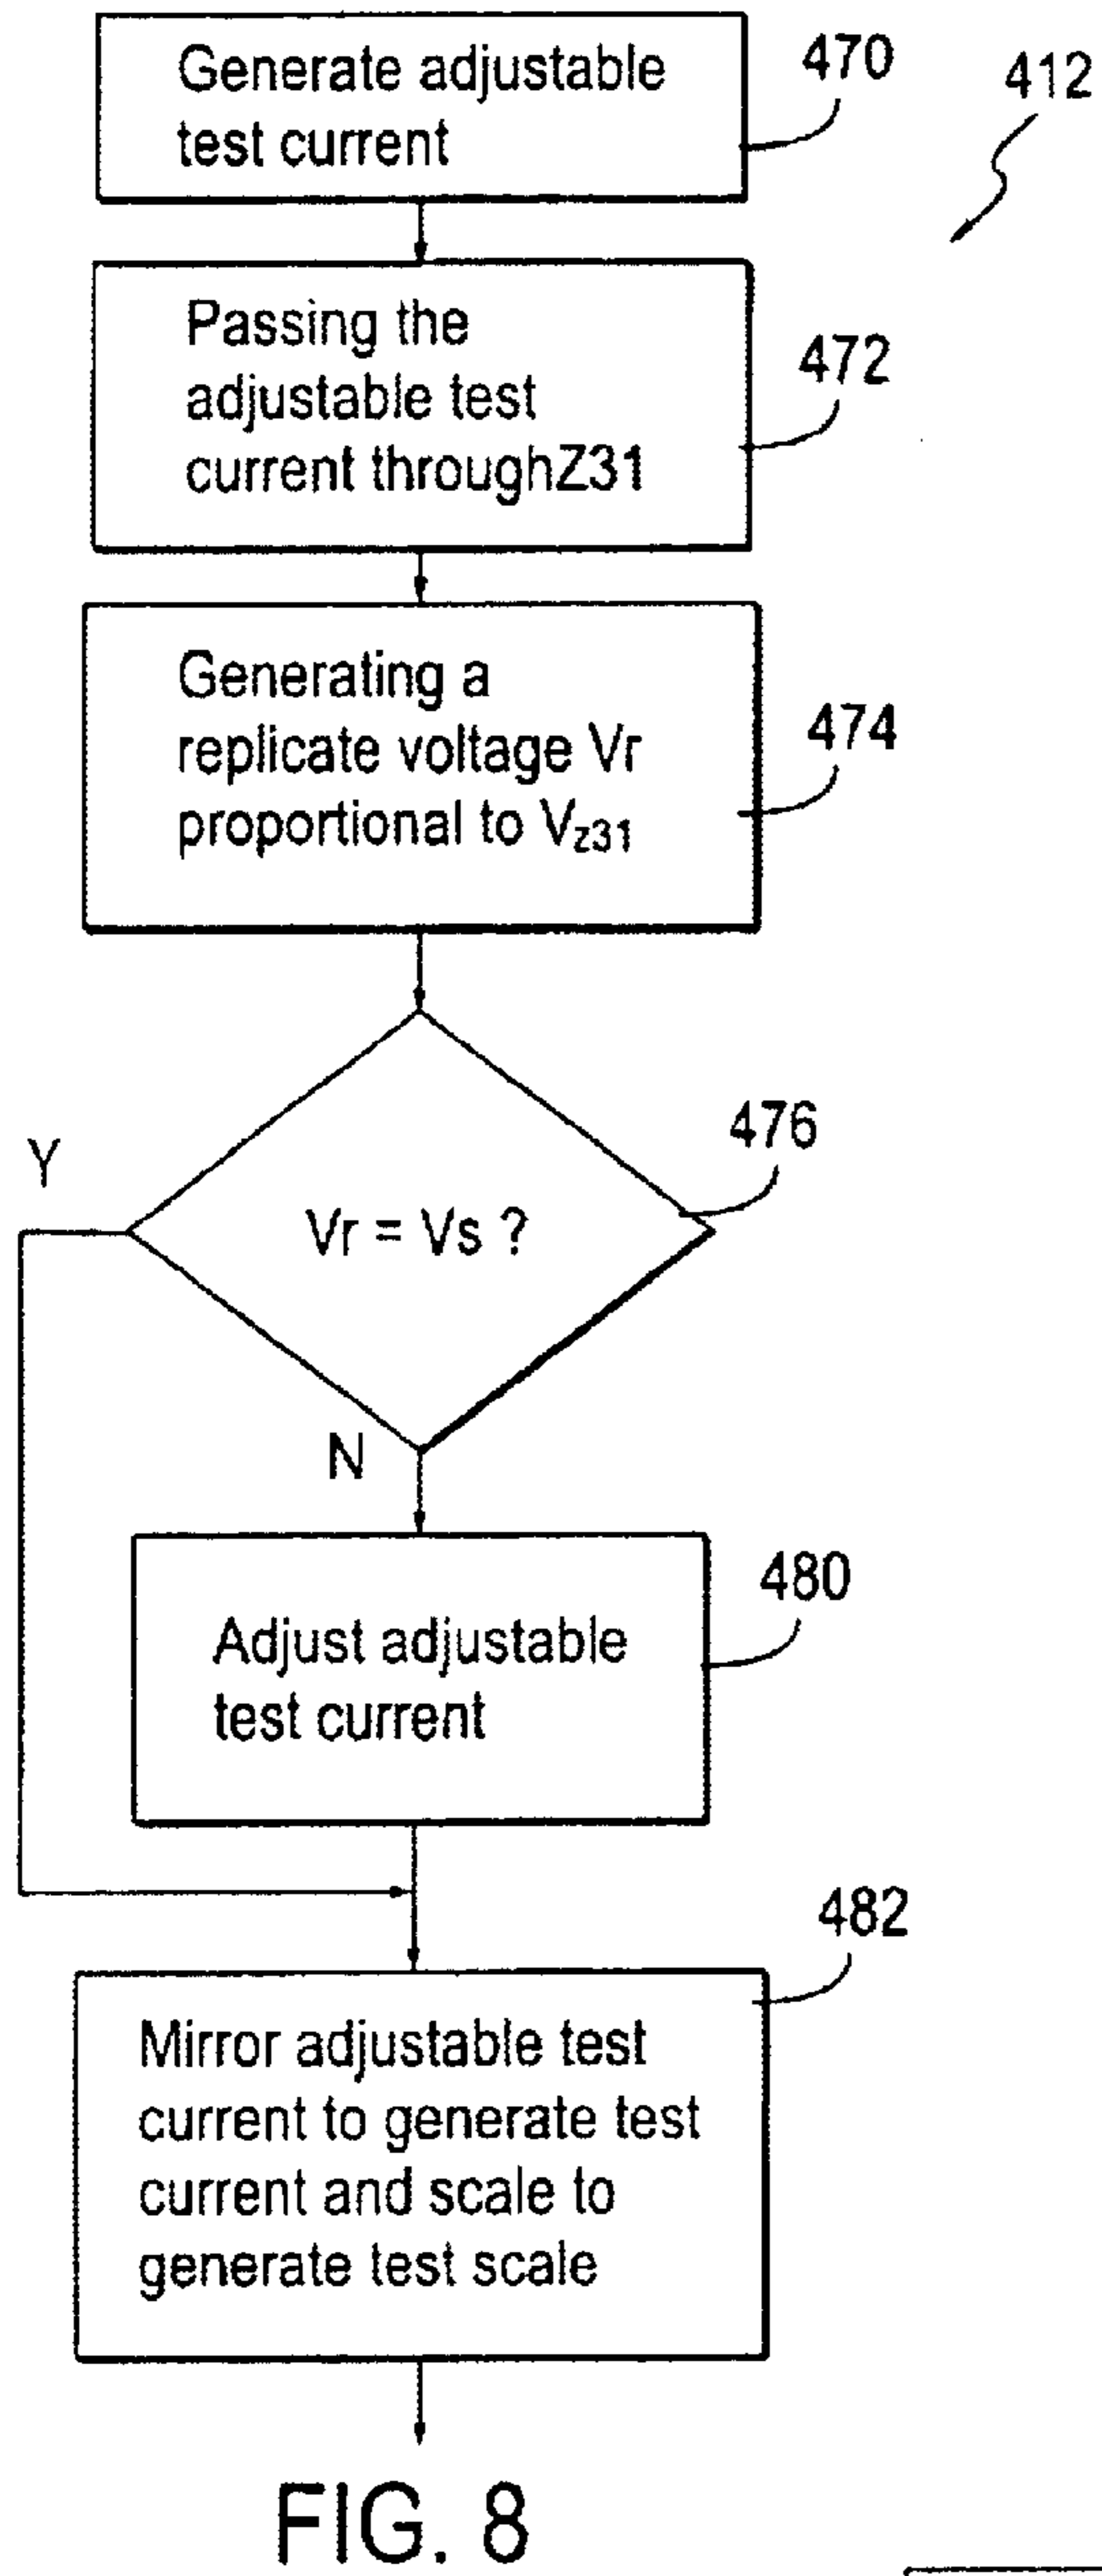 Generate adjustable
test current
470
412
Passing the
adjustable test
current throughZ31
472
Generating a
replicate voltage Vr
proportional to Vz31
474
476
Y
Vr = Vs ?
N
480
Adjust adjustable
test current
482
Mirror adjustable test
current to generate test
current and scale to
generate test scale
FIG. 8